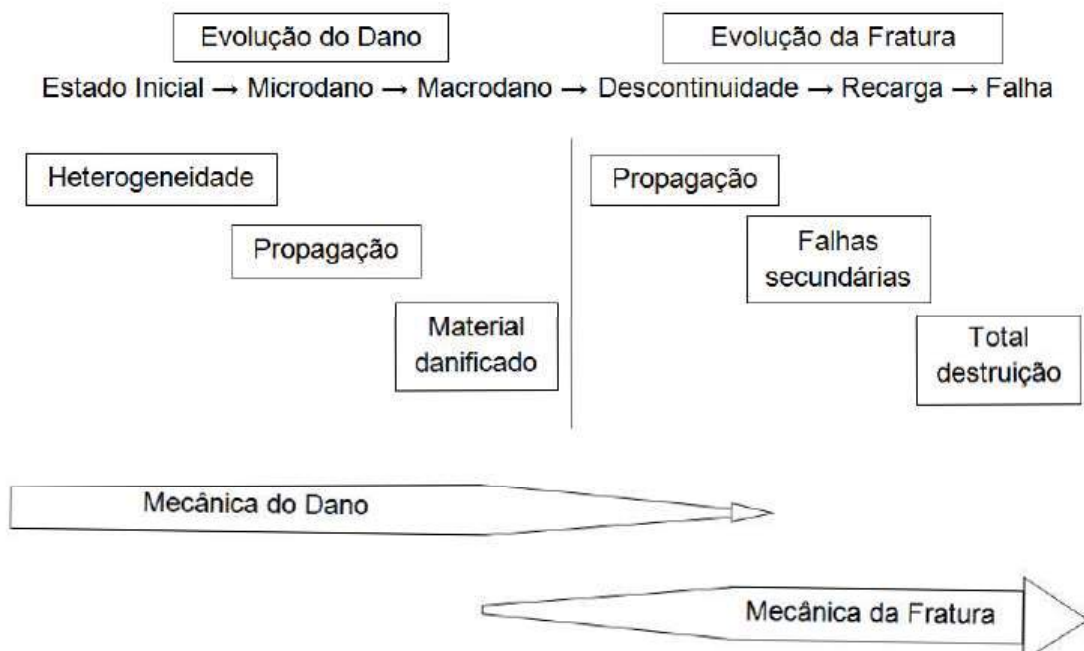 Evolução do Dano
Evolução da Fratura
Estado Inicial → Microdano → Macrodano → Descontinuidade → Recarga → Falha
Heterogeneidade
Propagação
Material
danificado
Propagação
Falhas
secundárias
Total
destruição
Mecânica do Dano
Mecânica da Fratura